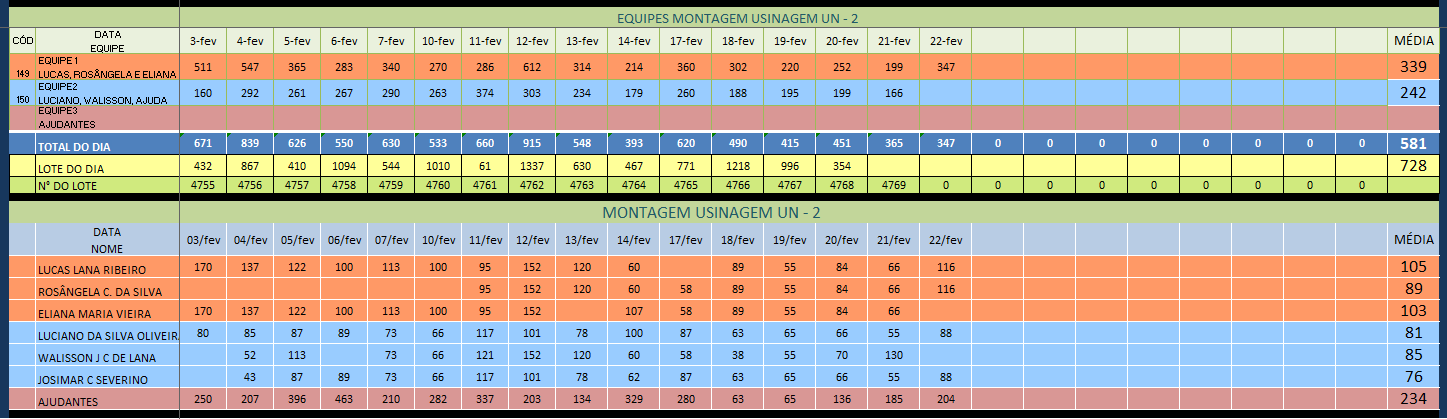 EQUIPES MONTAGEM USINAGEM UN - 2
CÓD DATA EQUIPE 3-fev 4-fev 5-fev 6-fev 7-fev 10-fev 11-fev 12-fev 13-fev 14-fev 17-fev 18-fev 19-fev 20-fev 21-fev 22-fev MÉDIA
149 EQUIPE 1 LUCAS, ROSÂNGELA E ELIANA 511 547 365 283 340 270 286 612 314 214 360 302 220 252 199 347 339
150 EQUIPE2 LUCIANO, WALISSON, AJUDA 160 292 261 267 290 263 374 303 234 179 260 188 195 199 166 242
EQUIPE3 AJUDANTES
TOTAL DO DIA 671 839 626 550 630 533 660 915 548 393 620 490 415 451 365 347 0 0 0 0 0 0 0 0 581
LOTE DO DIA 432 867 410 1094 544 1010 61 1337 630 467 771 1218 996 354 728
N° DO LOTE 4755 4756 4757 4758 4759 4760 4761 4762 4763 4764 4765 4766 4767 4768 4769 0 0 0 0 0 0 0 0 0
MONTAGEM USINAGEM UN - 2
DATA NOME 03/fev 04/fev 05/fev 06/fev 07/fev 10/fev 11/fev 12/fev 13/fev 14/fev 17/fev 18/fev 19/fev 20/fev 21/fev 22/fev MÉDIA
LUCAS LANA RIBEIRO 170 137 122 100 113 100 95 152 120 60 89 55 84 66 116 105
ROSÂNGELA C. DA SILVA 95 152 120 60 58 89 55 84 66 116 89
ELIANA MARIA VIEIRA 170 137 122 100 113 100 95 152 107 58 89 55 84 66 103
LUCIANO DA SILVA OLIVEIR 80 85 87 89 73 66 117 101 78 100 87 63 65 66 55 88 81
WALISSON J C DE LANA 52 113 73 66 121 152 120 60 58 38 55 70 130 85
JOSIMAR C SEVERINO 43 87 89 73 66 117 101 78 62 87 63 65 66 55 88 76
AJUDANTES 250 207 396 463 210 282 337 203 134 329 280 63 65 136 185 204 234